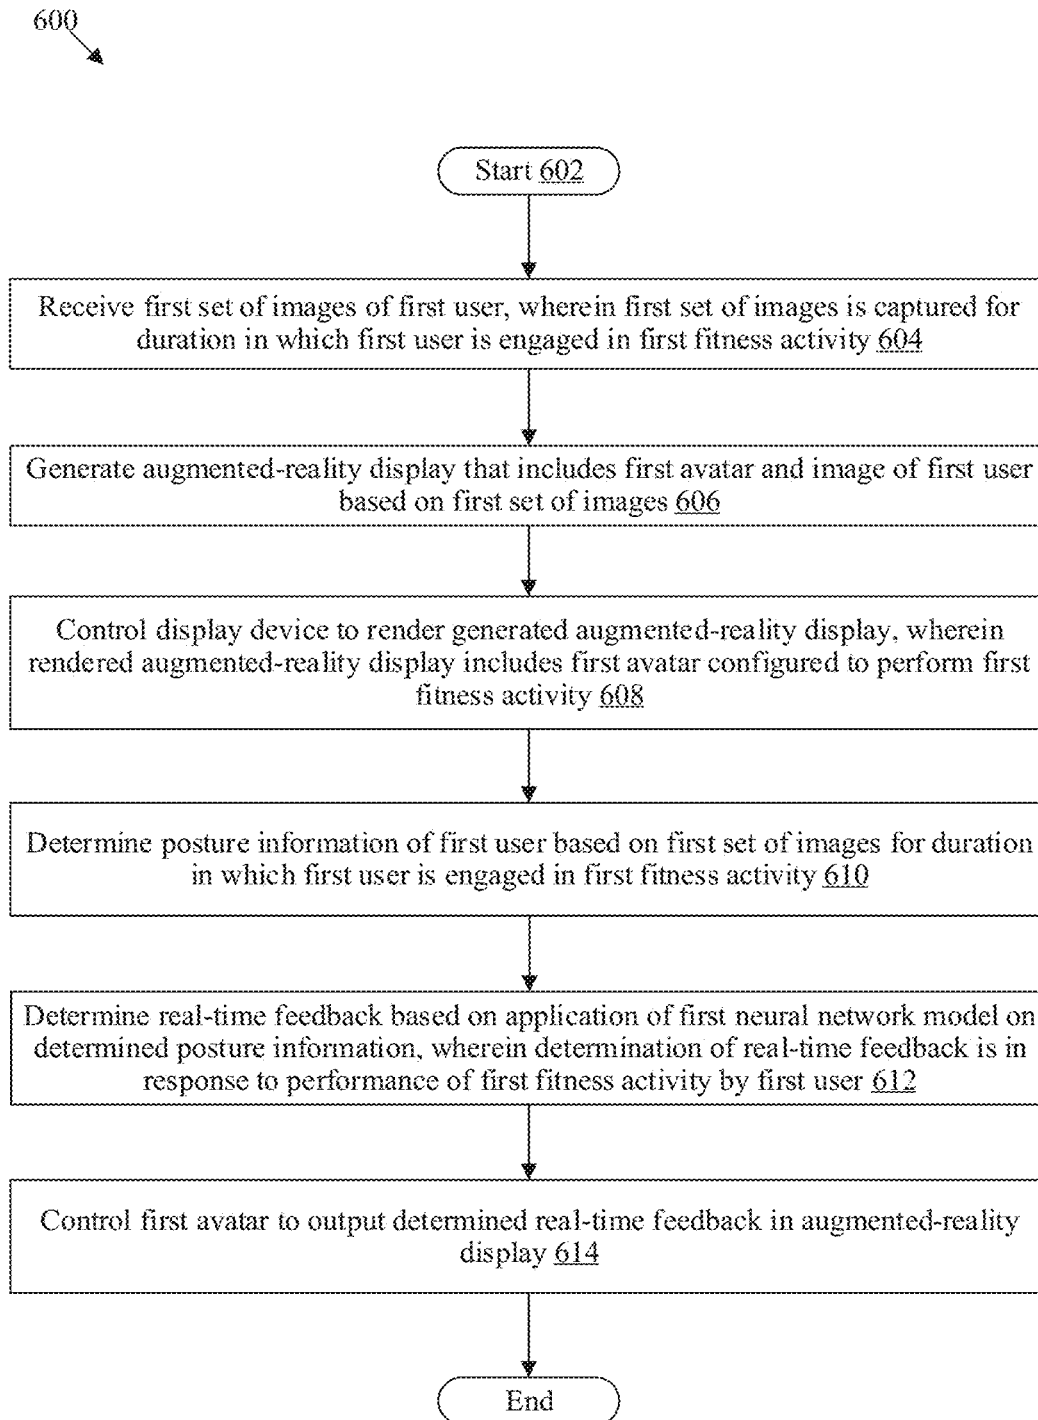 600
Start 602
Receive first set of images of first user, wherein first set of images is captured for
duration in which first user is engaged in first fitness activity 604
Generate augmented-reality display that includes first avatar and image of first user
based on first set of images 606
Control display device to render generated augmented-reality display, wherein
rendered augmented-reality display includes first avatar configured to perform first
fitness activity 608
Determine posture information of first user based on first set of images for duration
in which first user is engaged in first fitness activity 610
Determine real-time feedback based on application of first neural network model on
determined posture information, wherein determination of real-time feedback is in
response to performance of first fitness activity by first user 612
Control first avatar to output determined real-time feedback in augmented-reality
display 614
End